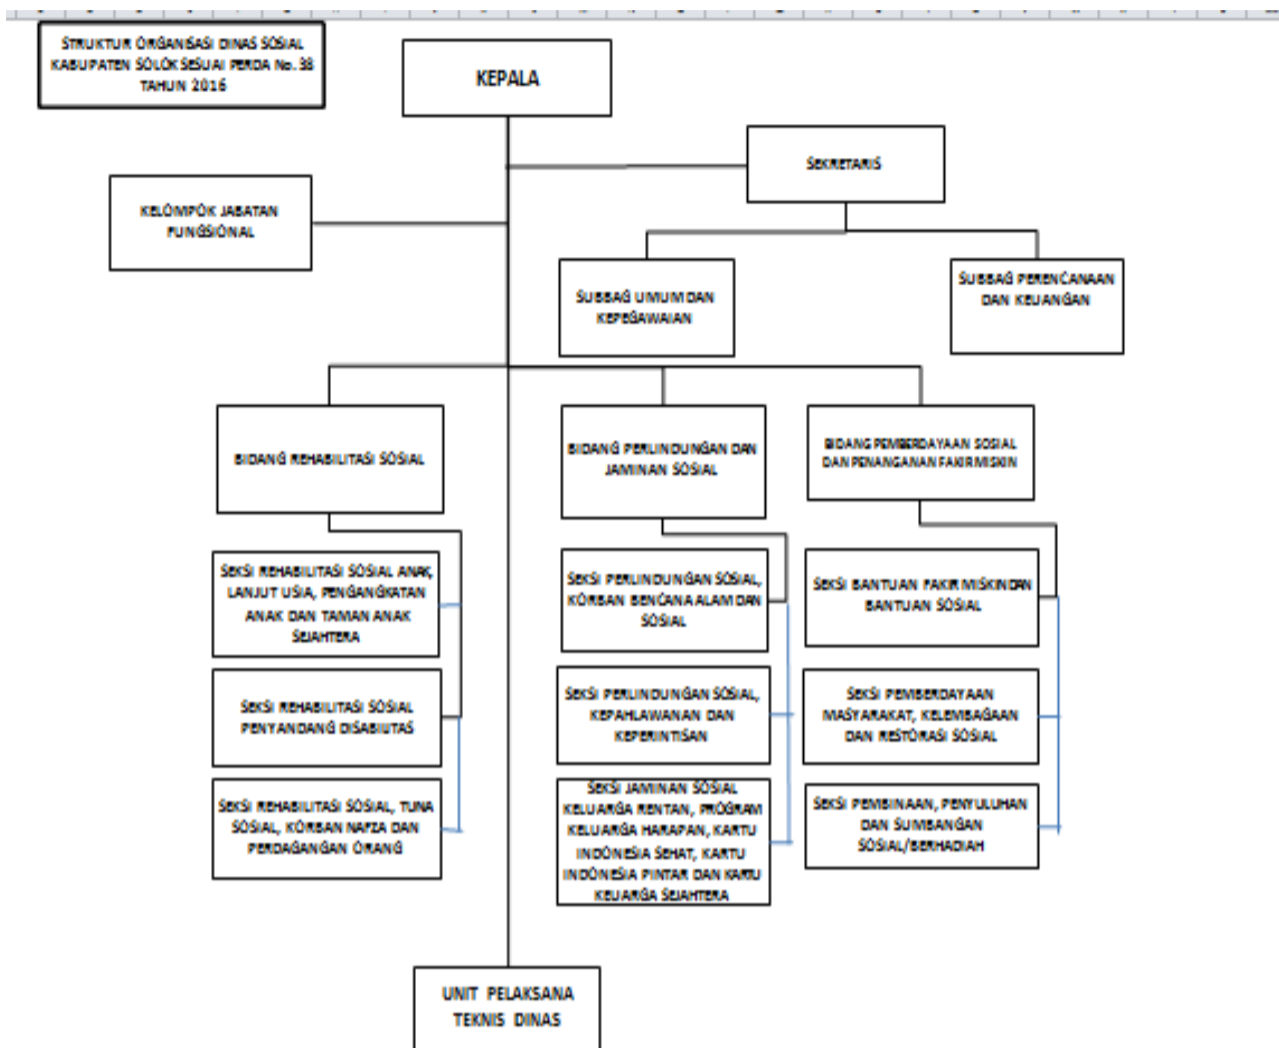 STRUKTUR ORGANISASI DINAS SOSIAL
KABUPATEN SOLOK SESUAI PERDA No. 38
TAHUN 2016
KEPALA
SEKRETARIS
KELOMPOK JABATAN
FUNGSIONAL
SUBBAG UMUM DAN
KEPEGAWAIAN
SUBBAG PERENCANAAN
DAN KEUANGAN
BIDANG REHABILITASI SOSIAL
BIDANG PERLINDUNGAN DAN
JAMINAN SOSIAL
BIDANG PEMBERDAYAAN SOSIAL
DAN PENANGANAN FAKIR MISKIN
SEKSI REHABILITASI SOSIAL ANAK,
LANJUT USIA, PENGANGKATAN
ANAK DAN TAMAN ANAK
SEJAHTERA
SEKSI PERLINDUNGAN SOSIAL,
KORBAN BENCANA ALAM DAN
SOSIAL
SEKSI BANTUAN FAKIR MISKIN DAN
BANTUAN SOSIAL
SEKSI REHABILITASI SOSIAL
PENYANDANG DISABILITAS
SEKSI PERLINDUNGAN SOSIAL,
KEPAHLAWANAN DAN
KEPERINTISAN
SEKSI PEMBERDAYAAN
MASYARAKAT, KELEMBAGAAN
DAN RESTORASI SOSIAL
SEKSI REHABILITASI SOSIAL, TUNA
SOSIAL, KORBAN NAFZA DAN
PERDAGANGAN ORANG
SEKSI JAMINAN SOSIAL
KELUARGA RENTAN, PROGRAM
KELUARGA HARAPAN, KARTU
INDONESIA SEHAT, KARTU
INDONESIA PINTAR DAN KARTU
KELUARGA SEJAHTERA
SEKSI PEMBINAAN, PENYULUHAN
DAN SUMBANGAN
SOSIAL/BERHADIAH
UNIT PELAKSANA
TEKNIS DINAS